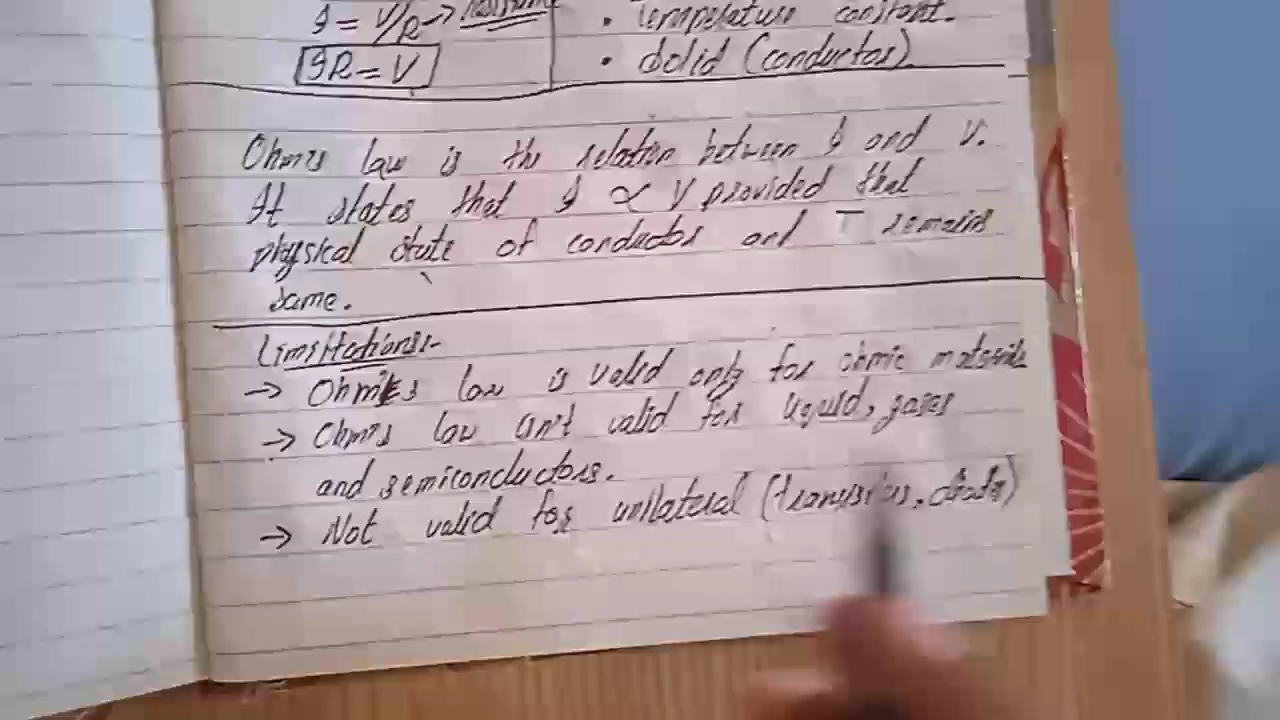 I = V/R →
IR = V
• Temperature constant.
• Solid (conductor)
Ohm's law is the relation between I and V.
It states that I ∝ V provided that
physical state of conductor and T remains
same.
Limitations:-
→ Ohm's law is valid only for ohmic materials
→ Ohm's law isn't valid for liquid, gases
and semiconductors.
→ Not valid for unilateral (transistors,